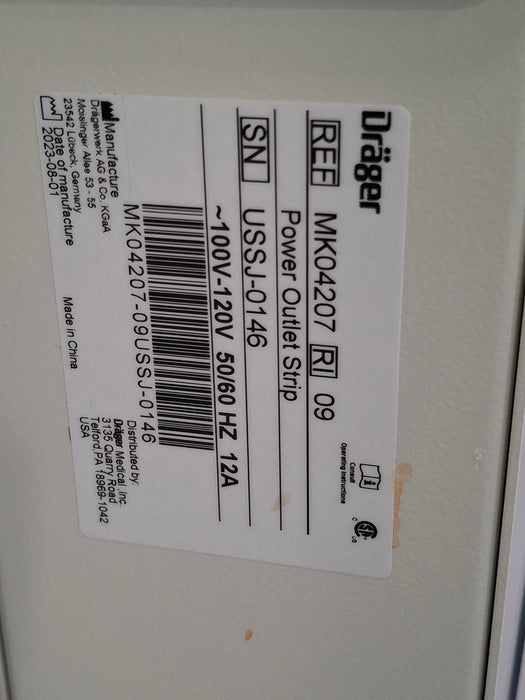 Dräger
REF MK04207 RI 09
Power Outlet Strip
SN USSJ-0146
~100V-120V 50/60 HZ 12A
MK04207-09USSJ-0146
Consult
Operating Instructions
C US
Manufacture
Drägerwerk AG & Co. KGaA
Moislinger Allee 53 - 55
23542 Lübeck, Germany
Date of manufacture
2023-08-01
Made in China
Distributed by:
Dräger Medical, Inc.
3135 Quarry Road
Telford,PA 18969-1042
USA